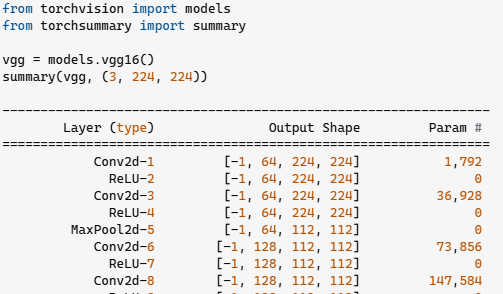 from torchvision import models
from torchsummary import summary
vgg = models.vgg16()
summary(vgg, (3, 224, 224))
----------------------------------------------------------------
Layer (type) Output Shape Param #
================================================================
Conv2d-1 [-1, 64, 224, 224] 1,792
ReLU-2 [-1, 64, 224, 224] 0
Conv2d-3 [-1, 64, 224, 224] 36,928
ReLU-4 [-1, 64, 224, 224] 0
MaxPool2d-5 [-1, 64, 112, 112] 0
Conv2d-6 [-1, 128, 112, 112] 73,856
ReLU-7 [-1, 128, 112, 112] 0
Conv2d-8 [-1, 128, 112, 112] 147,584